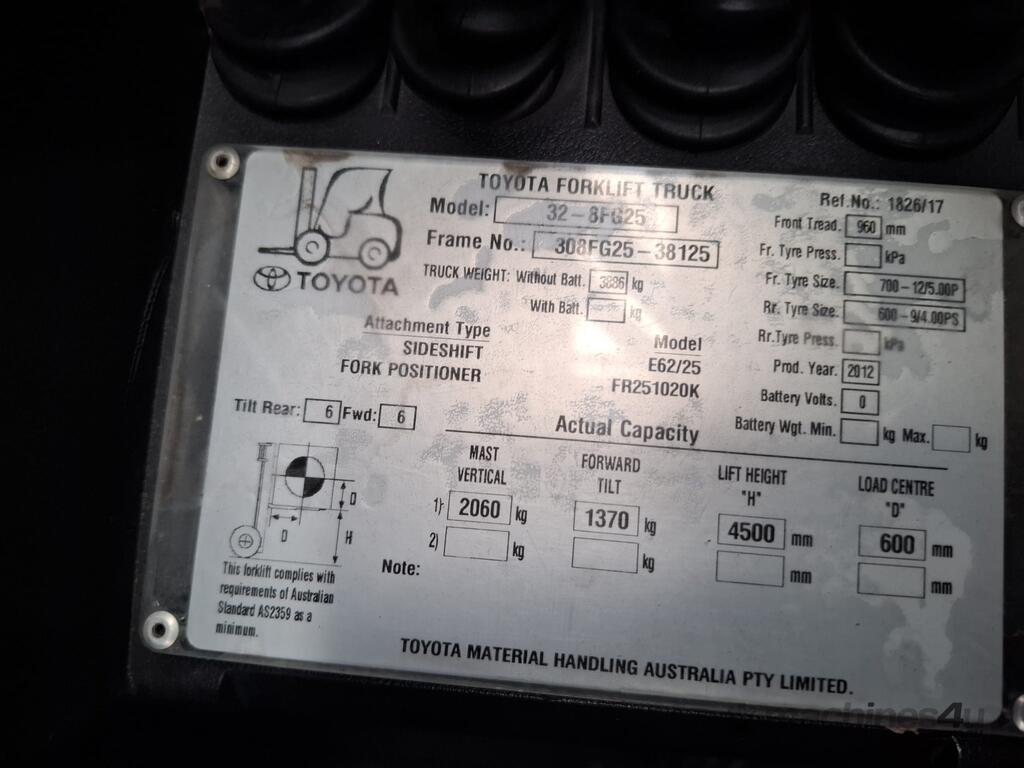 TOYOTA FORKLIFT TRUCK
Ref.No.: 1826/17
Model: 32-8FG25
Frame No.: 308FG25-38125
TRUCK WEIGHT: Without Batt. 3886 kg
With Batt. kg
TOYOTA
Front Tread. 960 mm
Fr. Tyre Press. kPa
Fr. Tyre Size. 700-12/5.00P
Rr. Tyre Size. 600-9/4.00PS
Rr.Tyre Press. kPa
Prod. Year. 2012
Battery Volts. 0
Battery Wgt. Min. kg Max. kg
Attachment Type Model
SIDESHIFT E62/25
FORK POSITIONER FR251020K
Tilt Rear: 6 Fwd: 6
Actual Capacity
MAST VERTICAL
FORWARD TILT
LIFT HEIGHT "H"
LOAD CENTRE "D"
1) 2060 kg 1370 kg 4500 mm 600 mm
2) kg kg mm mm
D
D
H
Note:
This forklift complies with
requirements of Australian
Standard AS2359 as a
minimum.
TOYOTA MATERIAL HANDLING AUSTRALIA PTY LIMITED.
machines4u